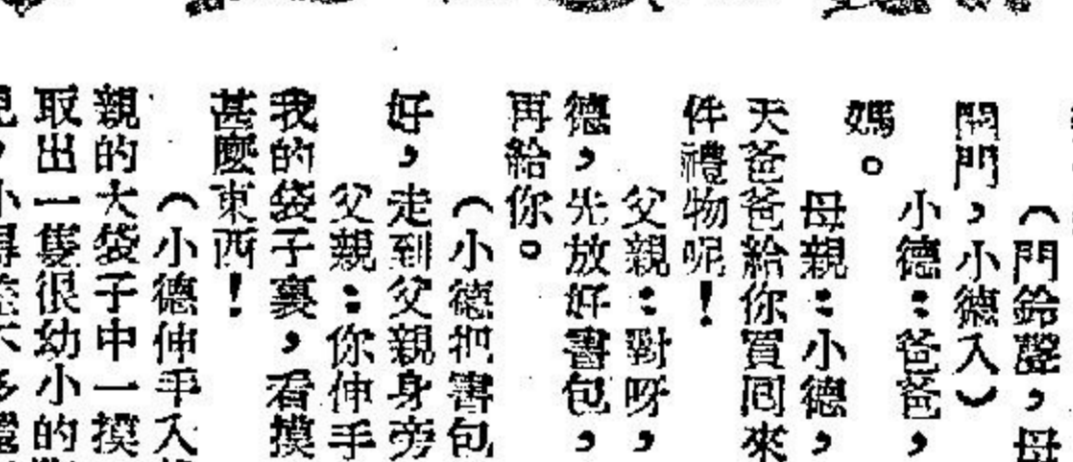 （門鈴聲，母
開門，小德入）
小德：爸爸，
媽。
母親：小德，
天爸爸給你買回來
件禮物呢！
父親：對呀，
德，先放好書包，
再給你。
（小德把書包
好，走到父親身旁
父親：你伸手
我的袋子裏，看摸
甚麼東西！
（小德伸手入
親的大袋子中一摸
取出一隻很幼小的